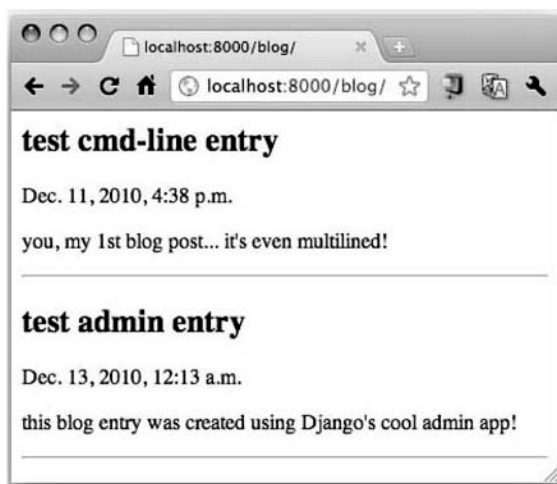 localhost:8000/blog/
localhost:8000/blog/
test cmd-line entry
Dec. 11, 2010, 4:38 p.m.
you, my 1st blog post... it's even multilined!
test admin entry
Dec. 13, 2010, 12:13 a.m.
this blog entry was created using Django's cool admin app!